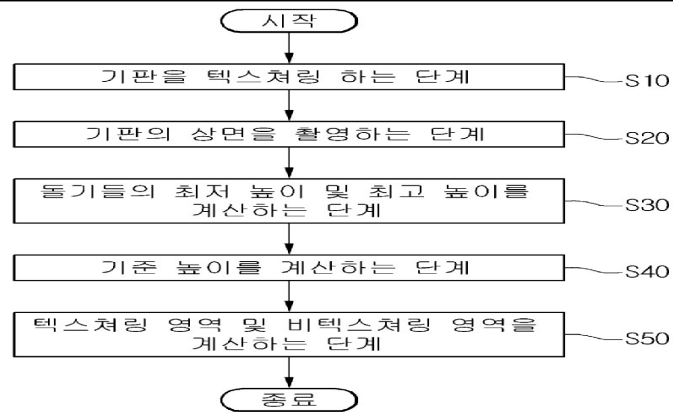 시작
기판을 텍스쳐링 하는 단계
S10
기판의 상면을 촬영하는 단계
S20
돌기들의 최저 높이 및 최고 높이를
계산하는 단계
S30
기준 높이를 계산하는 단계
S40
텍스쳐링 영역 및 비텍스쳐링 영역을
계산하는 단계
S50
종료